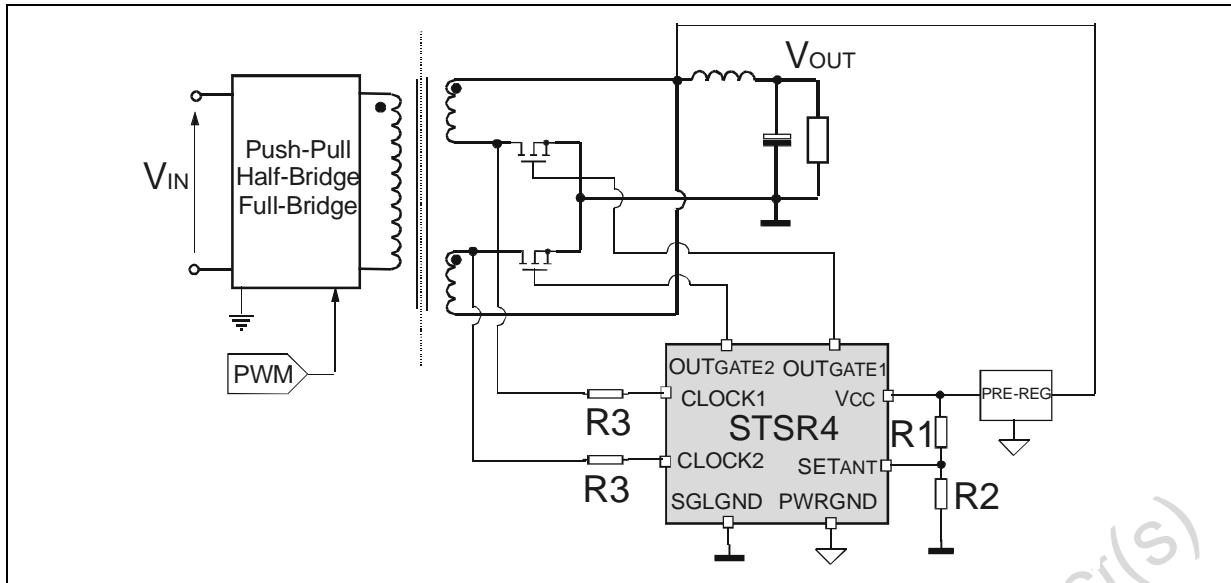 VOUT
VIN
Push-Pull
Half-Bridge
Full-Bridge
PWM
OUTGATE2 OUTGATE1
CLOCK1 VCC
PRE-REG
STSR4
R3
R1
CLOCK2 SETANT
R3
R2
SGLGND PWRGND